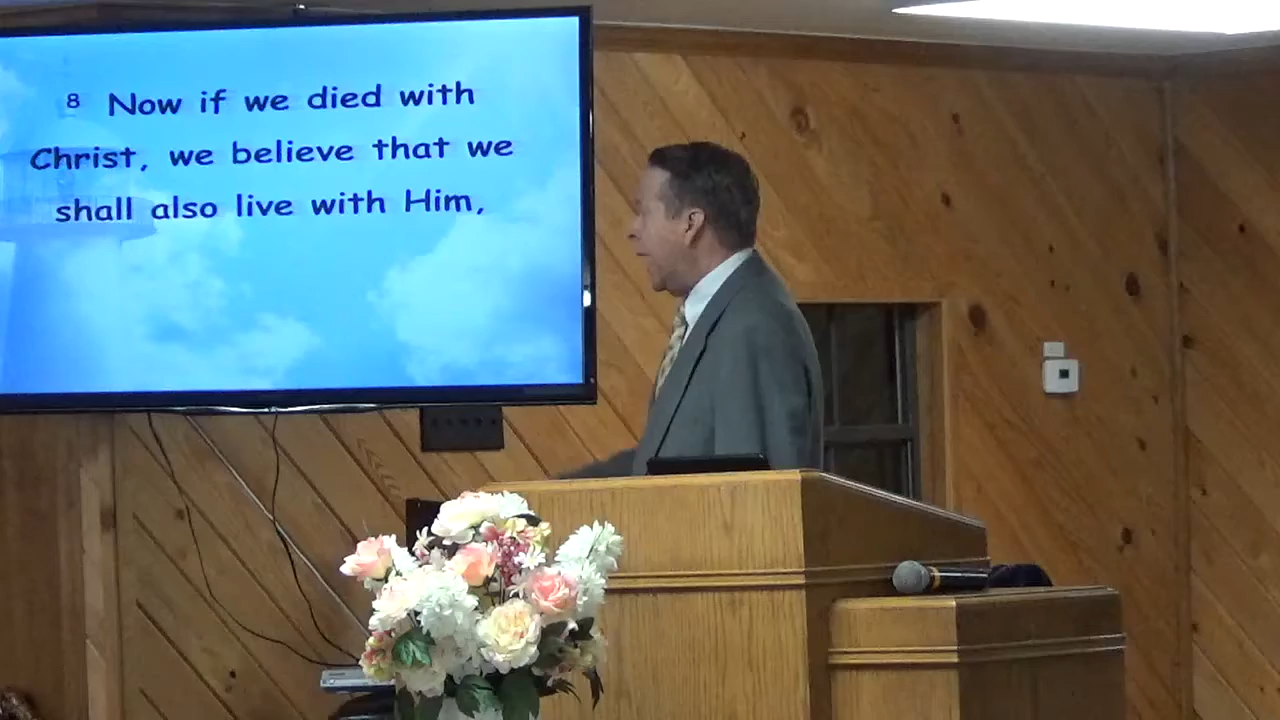 8 Now if we died with
Christ, we believe that we
shall also live with Him,